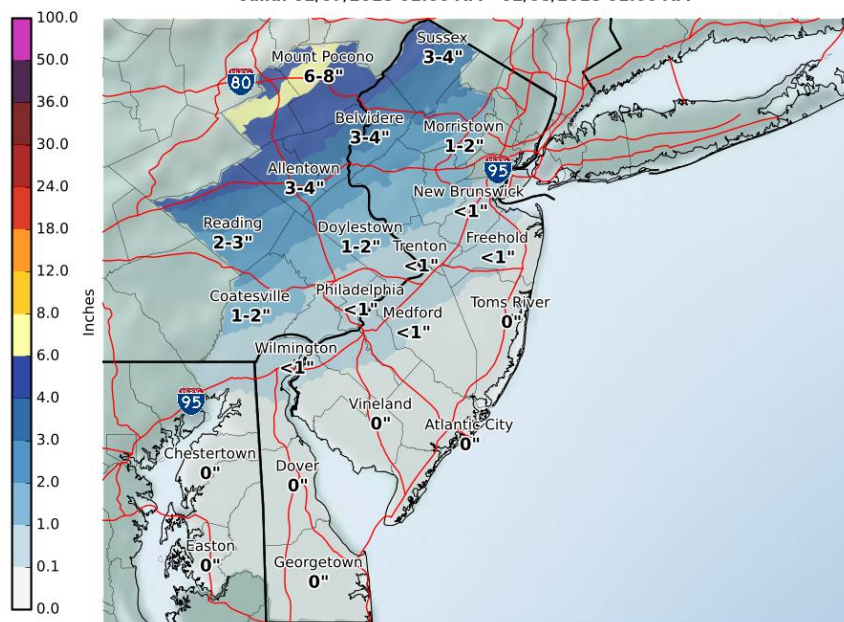 100.0
50.0
36.0
30.0
24.0
18.0
12.0
8.0
6.0
4.0
3.0
2.0
1.0
0.1
0.0
Inches
Sussex
3-4"
Mount Pocono
6-8"
80
Belvidere
3-4"
Morristown
1-2"
95
Allentown
3-4"
New Brunswick
<1"
Reading
2-3"
Doylestown
1-2"
Trenton
<1"
Freehold
<1"
Coatesville
1-2"
Philadelphia
<1"
Medford
<1"
Toms River
0"
Wilmington
<1"
95
Vineland
0"
Atlantic City
0"
Chestertown
0"
Dover
0"
Easton
0"
Georgetown
0"